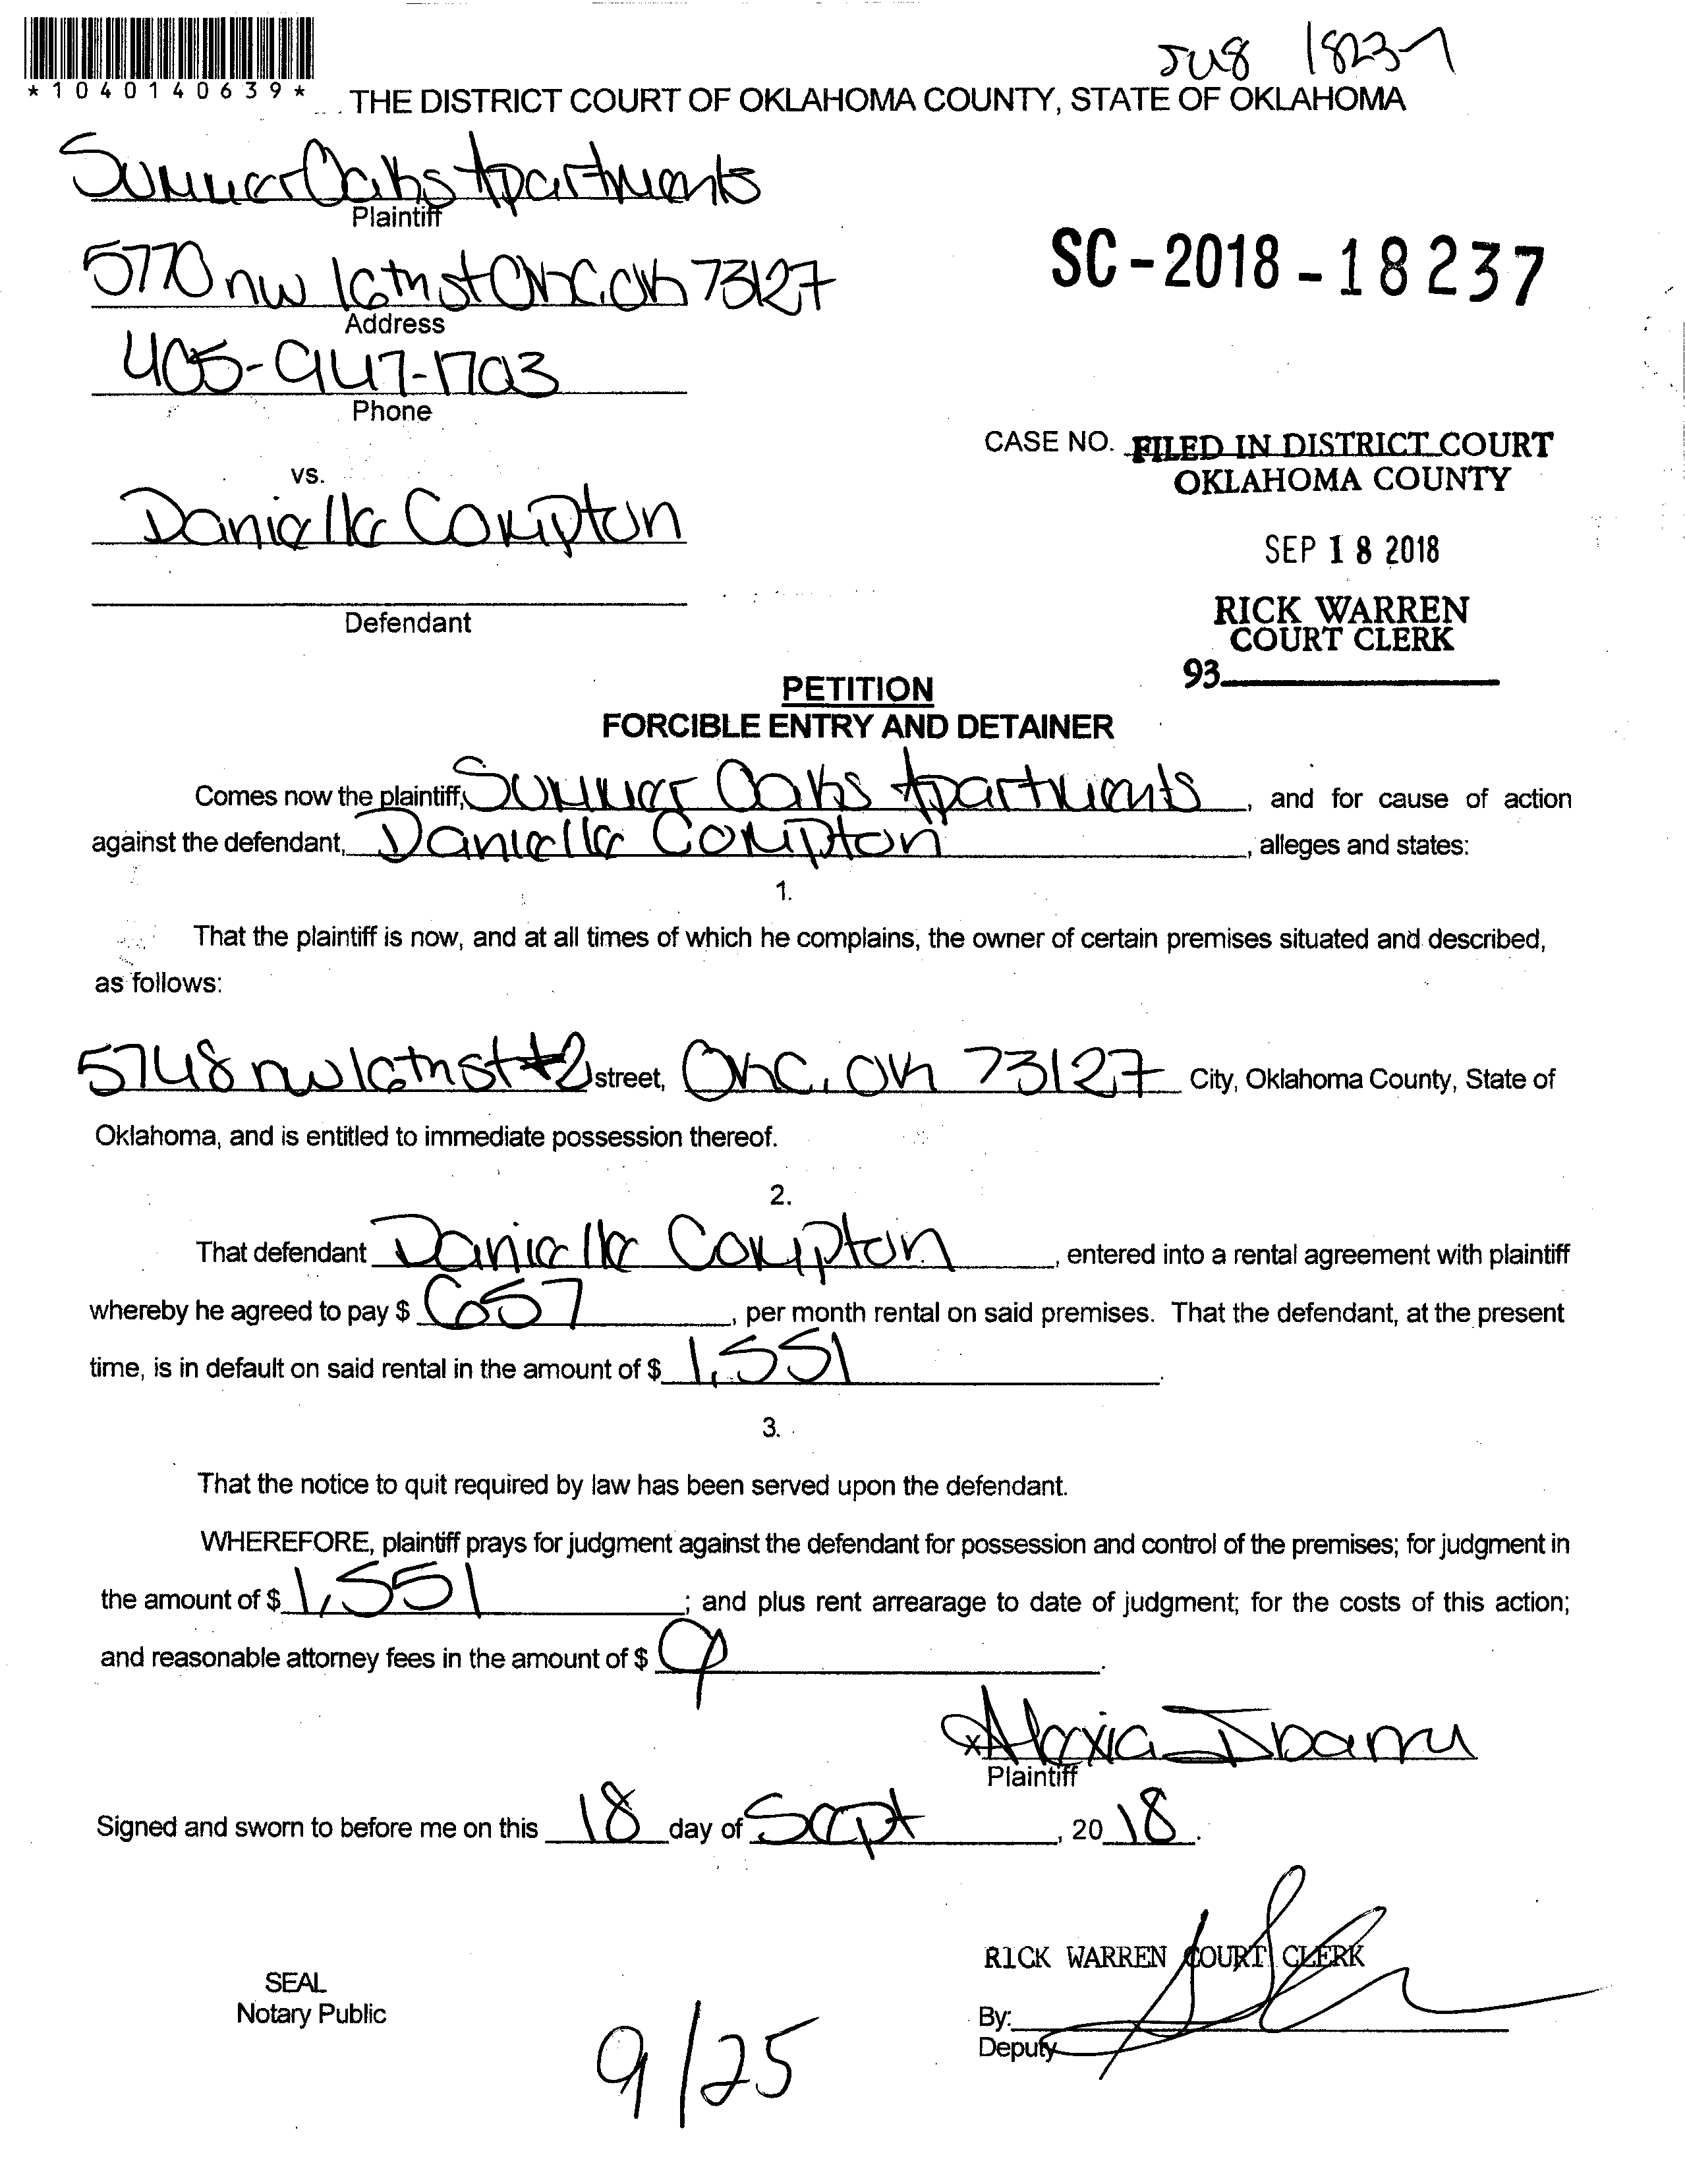 18237
*1040140639*
THE DISTRICT COURT OF OKLAHOMA COUNTY, STATE OF OKLAHOMA
Summer Oaks Apartments
Plaintiff
5770 nw 16th st OKC, OK 73127
Address
SC-2018-18237
405-947-1703
Phone
CASE NO. FILED IN DISTRICT COURT
OKLAHOMA COUNTY
vs.
Danielle Compton
SEP 18 2018
Defendant
RICK WARREN
COURT CLERK
93
PETITION
FORCIBLE ENTRY AND DETAINER
Comes now the plaintiff, Summer Oaks Apartments, and for cause of action
against the defendant, Danielle Compton, alleges and states:
1.
That the plaintiff is now, and at all times of which he complains, the owner of certain premises situated and described,
as follows:
5748 nw 16th st #2 street, OKC, OK 73127 City, Oklahoma County, State of
Oklahoma, and is entitled to immediate possession thereof.
2.
That defendant Danielle Compton, entered into a rental agreement with plaintiff
whereby he agreed to pay $ 657, per month rental on said premises. That the defendant, at the present
time, is in default on said rental in the amount of $ 1,551.
3.
That the notice to quit required by law has been served upon the defendant.
WHEREFORE, plaintiff prays for judgment against the defendant for possession and control of the premises; for judgment in
the amount of $ 1,551; and plus rent arrearage to date of judgment; for the costs of this action;
and reasonable attorney fees in the amount of $
x Alexia Ibarra
Plaintiff
Signed and sworn to before me on this 18 day of Sept, 2018.
RICK WARREN COURT CLERK
SEAL
Notary Public
By:
Deputy
9/25